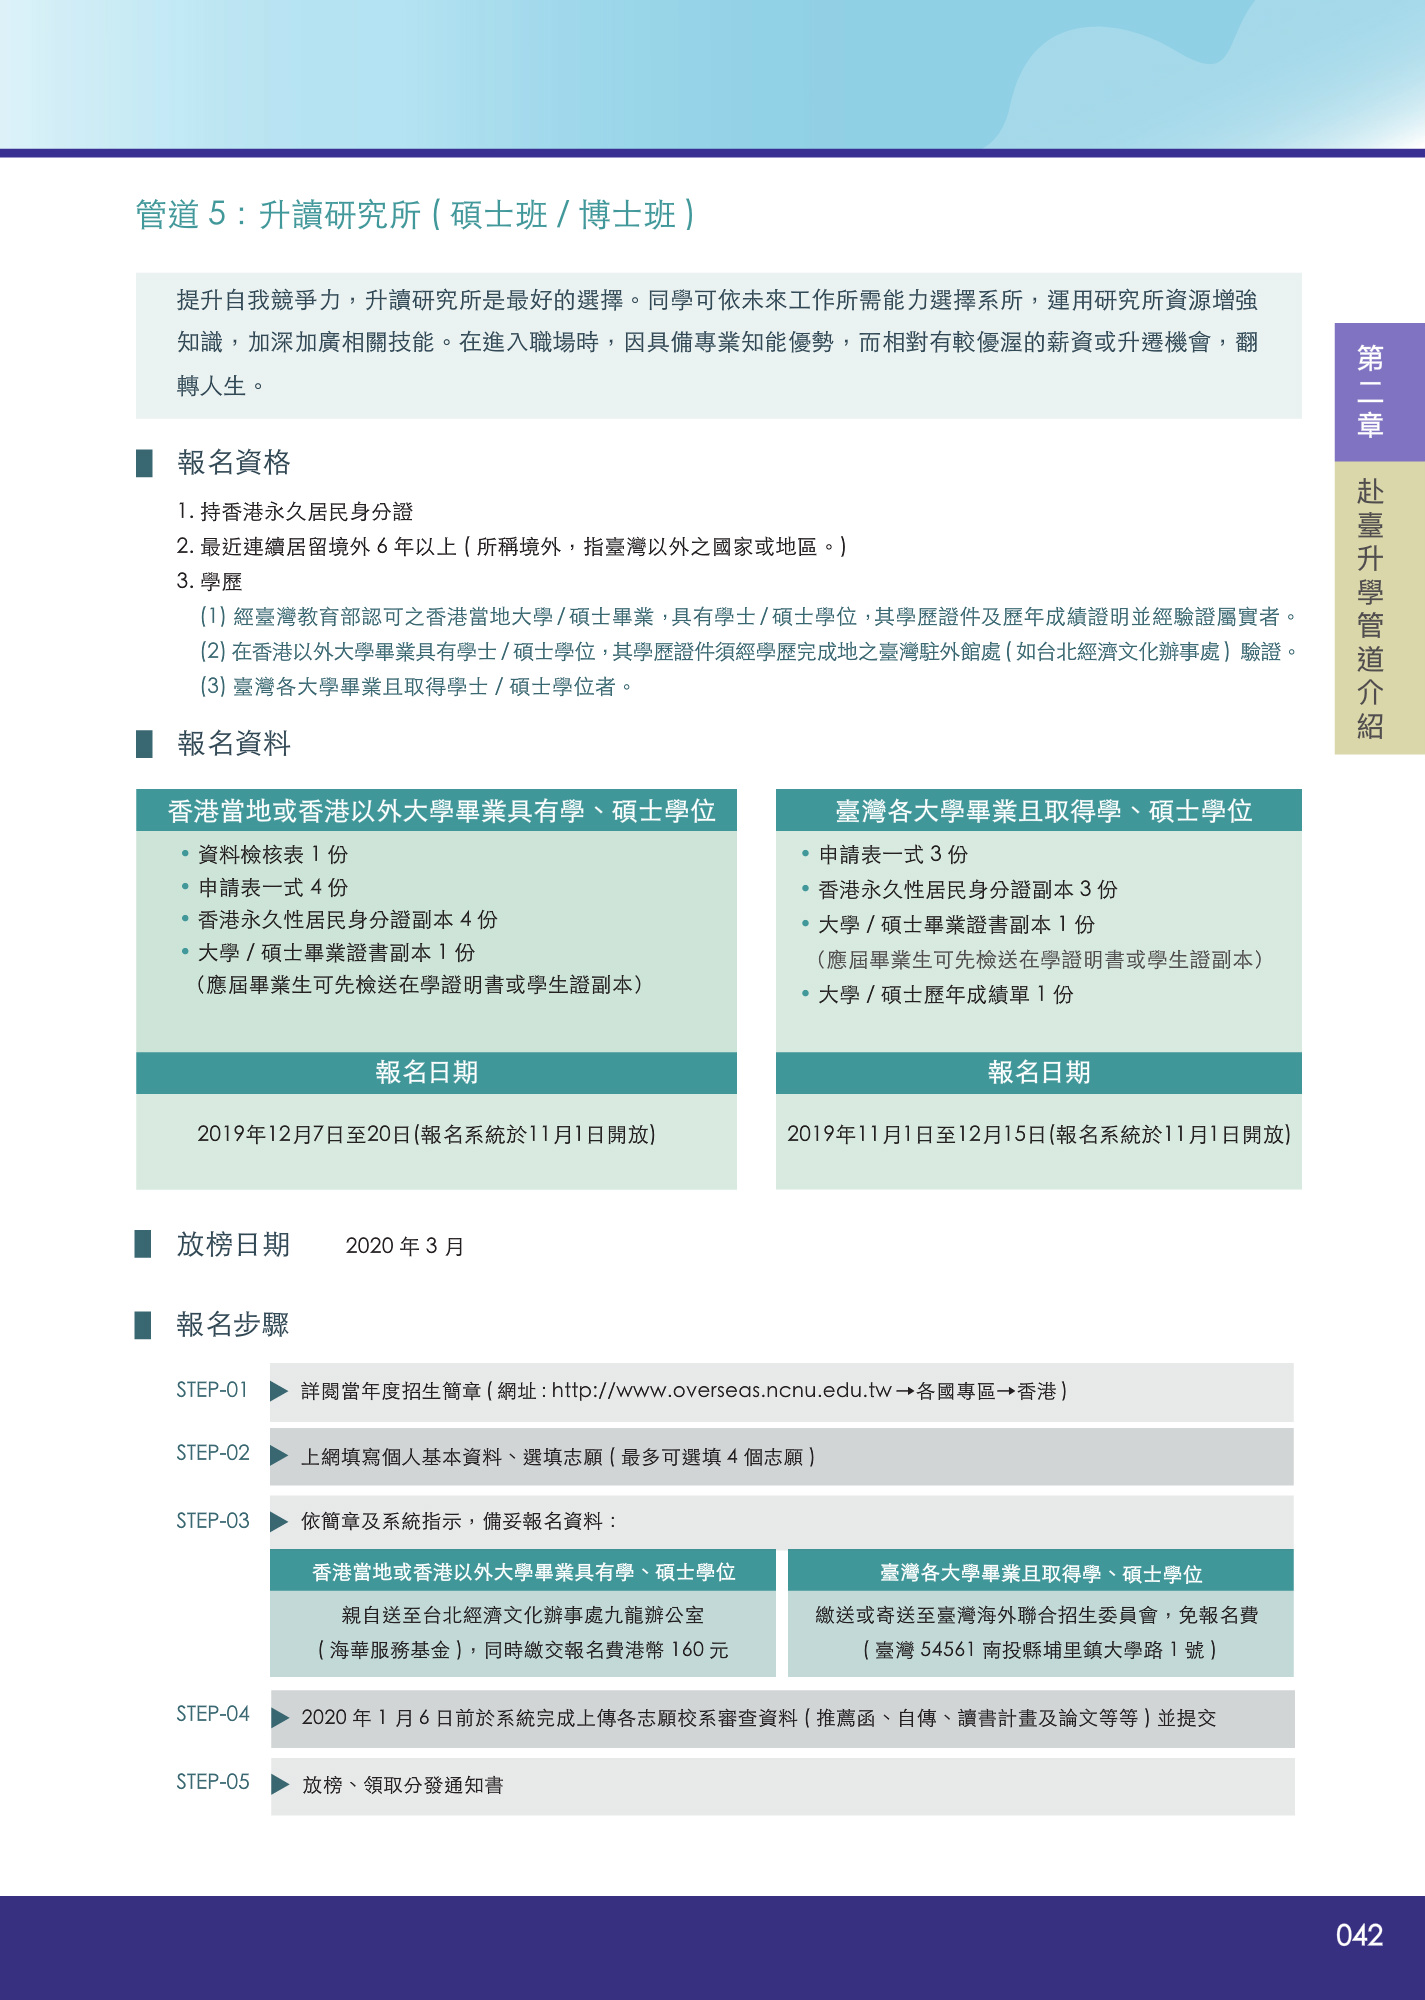 管道 5：升讀研究所 ( 碩士班 / 博士班 )
提升自我競爭力，升讀研究所是最好的選擇。同學可依未來工作所需能力選擇系所，運用研究所資源增強
知識，加深加廣相關技能。在進入職場時，因具備專業知能優勢，而相對有較優渥的薪資或升遷機會，翻
轉人生。
第二章
赴臺升學管道介紹
報名資格
1. 持香港永久居民身分證
2. 最近連續居留境外 6 年以上 ( 所稱境外，指臺灣以外之國家或地區。)
3. 學歷
(1) 經臺灣教育部認可之香港當地大學 / 碩士畢業，具有學士 / 碩士學位，其學歷證件及歷年成績證明並經驗證屬實者。
(2) 在香港以外大學畢業具有學士 / 碩士學位，其學歷證件須經學歷完成地之臺灣駐外館處 ( 如台北經濟文化辦事處 ) 驗證。
(3) 臺灣各大學畢業且取得學士 / 碩士學位者。
報名資料
香港當地或香港以外大學畢業具有學、碩士學位
• 資料檢核表 1 份
• 申請表一式 4 份
• 香港永久性居民身分證副本 4 份
• 大學 / 碩士畢業證書副本 1 份
（應屆畢業生可先檢送在學證明書或學生證副本）
報名日期
2019年12月7日至20日(報名系統於11月1日開放)
臺灣各大學畢業且取得學、碩士學位
• 申請表一式 3 份
• 香港永久性居民身分證副本 3 份
• 大學 / 碩士畢業證書副本 1 份
（應屆畢業生可先檢送在學證明書或學生證副本）
• 大學 / 碩士歷年成績單 1 份
報名日期
2019年11月1日至12月15日(報名系統於11月1日開放)
放榜日期 2020 年 3 月
報名步驟
STEP-01 詳閱當年度招生簡章 ( 網址 : http://www.overseas.ncnu.edu.tw→各國專區→香港 )
STEP-02 上網填寫個人基本資料、選填志願 ( 最多可選填 4 個志願 )
STEP-03 依簡章及系統指示，備妥報名資料：
香港當地或香港以外大學畢業具有學、碩士學位
親自送至台北經濟文化辦事處九龍辦公室
( 海華服務基金 )，同時繳交報名費港幣 160 元
臺灣各大學畢業且取得學、碩士學位
繳送或寄送至臺灣海外聯合招生委員會，免報名費
( 臺灣 54561 南投縣埔里鎮大學路 1 號 )
STEP-04 2020 年 1 月 6 日前於系統完成上傳各志願校系審查資料 ( 推薦函、自傳、讀書計畫及論文等等 ) 並提交
STEP-05 放榜、領取分發通知書
042